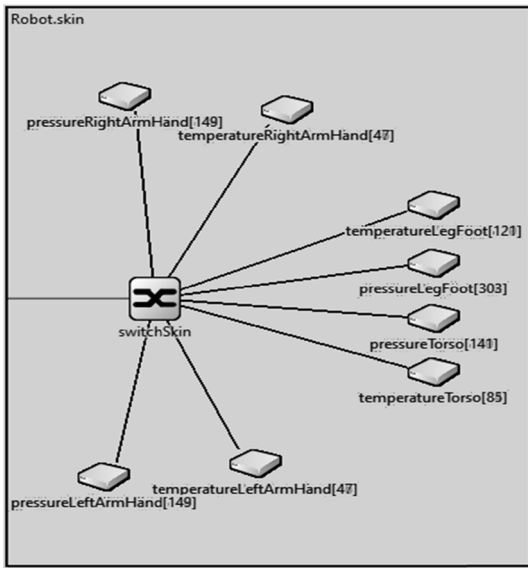 Robot.skin
pressureRightArmHand[149]
temperatureRightArmHand[47]
temperatureLegFoot[121]
pressureLegFoot[303]
switchSkin
pressureTorso[141]
temperatureTorso[85]
temperatureLeftArmHand[47]
pressureLeftArmHand[149]